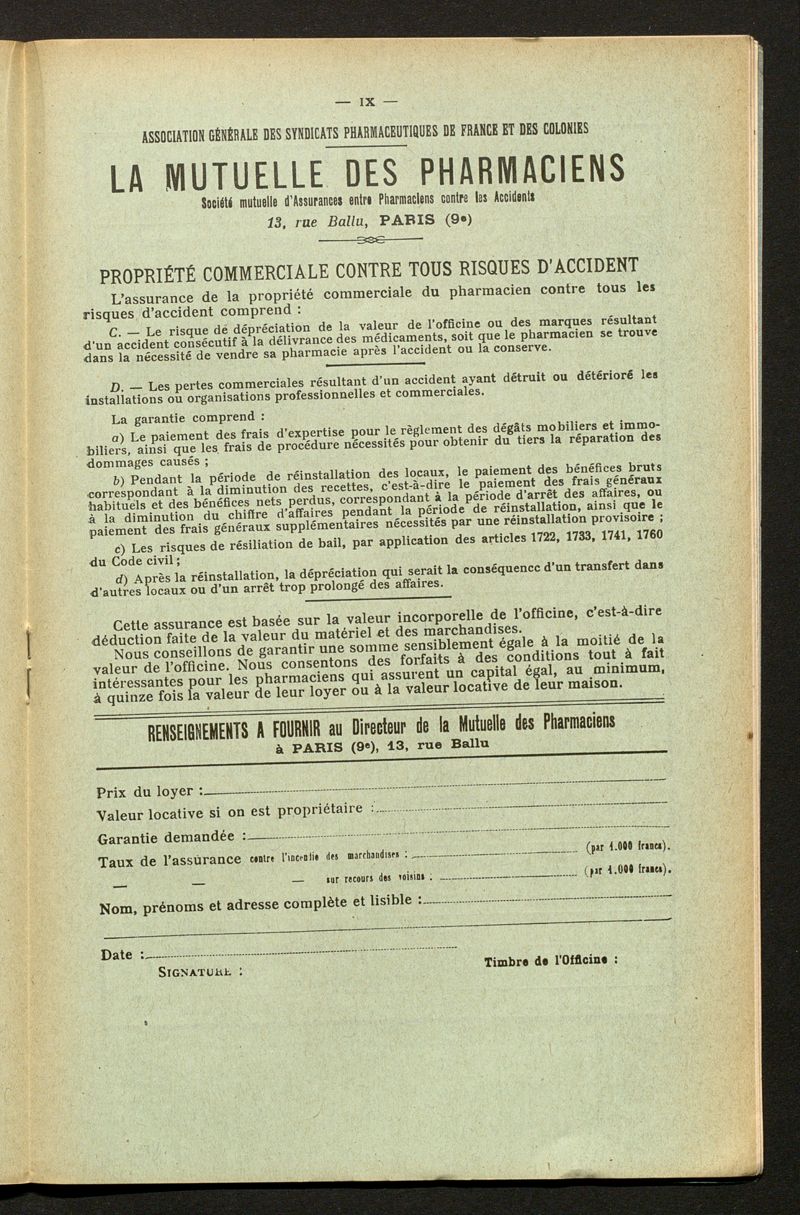 — IX —
ASSOCIATION GÉNÉRALE DES SYNDICATS PHARMACEUTIQUES DE FRANCE ET DES COLONIES
LA MUTUELLE DES PHARMACIENS
Société mutuelle d'Assurances entre Pharmaciens contre les Accidents
13, rue Ballu, PARIS (9e)
PROPRIÉTÉ COMMERCIALE CONTRE TOUS RISQUES D'ACCIDENT
L'assurance de la propriété commerciale du pharmacien contre tous les
risques d'accident comprend :
C. — Le risque de dépréciation de la valeur de l'officine ou des marques résultant
d'un accident consécutif à la délivrance des médicaments, soit que le pharmacien se trouve
dans la nécessité de vendre sa pharmacie après l'accident ou la conserve.
D. — Les pertes commerciales résultant d'un accident ayant détruit ou détérioré les
installations ou organisations professionnelles et commerciales.
La garantie comprend :
a) Le paiement des frais d'expertise pour le règlement des dégâts mobiliers et immo-
biliers, ainsi que les frais de procédure nécessités pour obtenir du tiers la réparation des
dommages causés ;
b) Pendant la période de réinstallation des locaux, le paiement des bénéfices bruts
correspondant à la diminution des recettes, c'est-à-dire le paiement des frais généraux
habituels et des bénéfices nets perdus, correspondant à la période d'arrêt des affaires, ou
à la diminution du chiffre d'affaires pendant la période de réinstallation, ainsi que le
paiement des frais généraux supplémentaires nécessités par une réinstallation provisoire ;
c) Les risques de résiliation de bail, par application des articles 1722, 1733, 1741, 1760
du Code civil ;
d) Après la réinstallation, la dépréciation qui serait la conséquence d'un transfert dans
d'autres locaux ou d'un arrêt trop prolongé des affaires.
Cette assurance est basée sur la valeur incorporelle de l'officine, c'est-à-dire
déduction faite de la valeur du matériel et des marchandises.
Nous conseillons de garantir une somme sensiblement égale à la moitié de la
valeur de l'officine. Nous consentons des forfaits à des conditions tout à fait
intéressantes pour les pharmaciens qui assurent un capital égal, au minimum,
à quinze fois la valeur de leur loyer ou à la valeur locative de leur maison.
RENSEIGNEMENTS A FOURNIR au Directeur de la Mutuelle des Pharmaciens
à PARIS (9e), 13, rue Ballu
Prix du loyer :
Valeur locative si on est propriétaire :
Garantie demandée :
Taux de l'assurance contre l'incendie des marchandises : (par 1.000 francs).
— — — sur recours des voisins : (par 1.000 francs).
Nom, prénoms et adresse complète et lisible :
Date :
SIGNATURE :
Timbre de l'Officine :